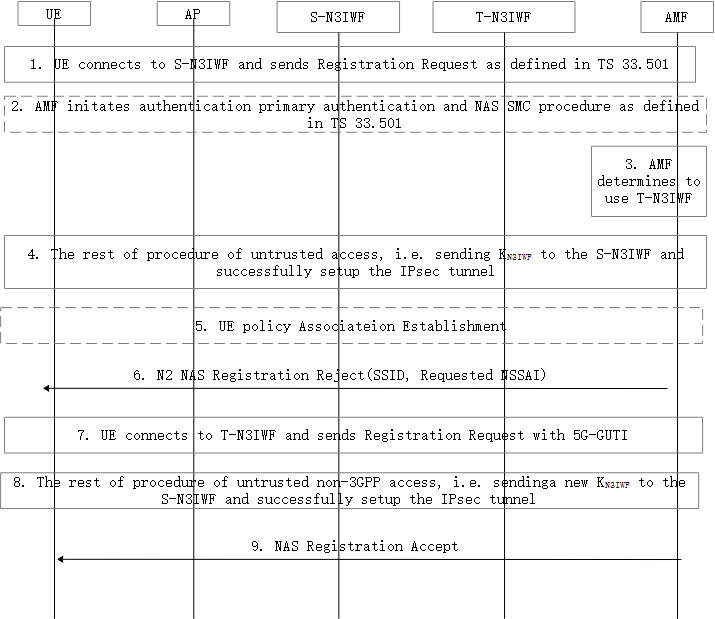 UE AP S-N3IWF T-N3IWF AMF
1. UE connects to S-N3IWF and sends Registration Request as defined in TS 33.501
2. AMF initates authentication primary authentication and NAS SMC procedure as defined
in TS 33.501
3. AMF
determines to
use T-N3IWF
4. The rest of procedure of untrusted access, i.e. sending KN3IWF to the S-N3IWF and
successfully setup the IPsec tunnel
5. UE policy Associateion Establishment
6. N2 NAS Registration Reject(SSID, Requested NSSAI)
7. UE connects to T-N3IWF and sends Registration Request with 5G-GUTI
8. The rest of procedure of untrusted non-3GPP access, i.e. sendinga new KN3IWF to the
S-N3IWF and successfully setup the IPsec tunnel
9. NAS Registration Accept